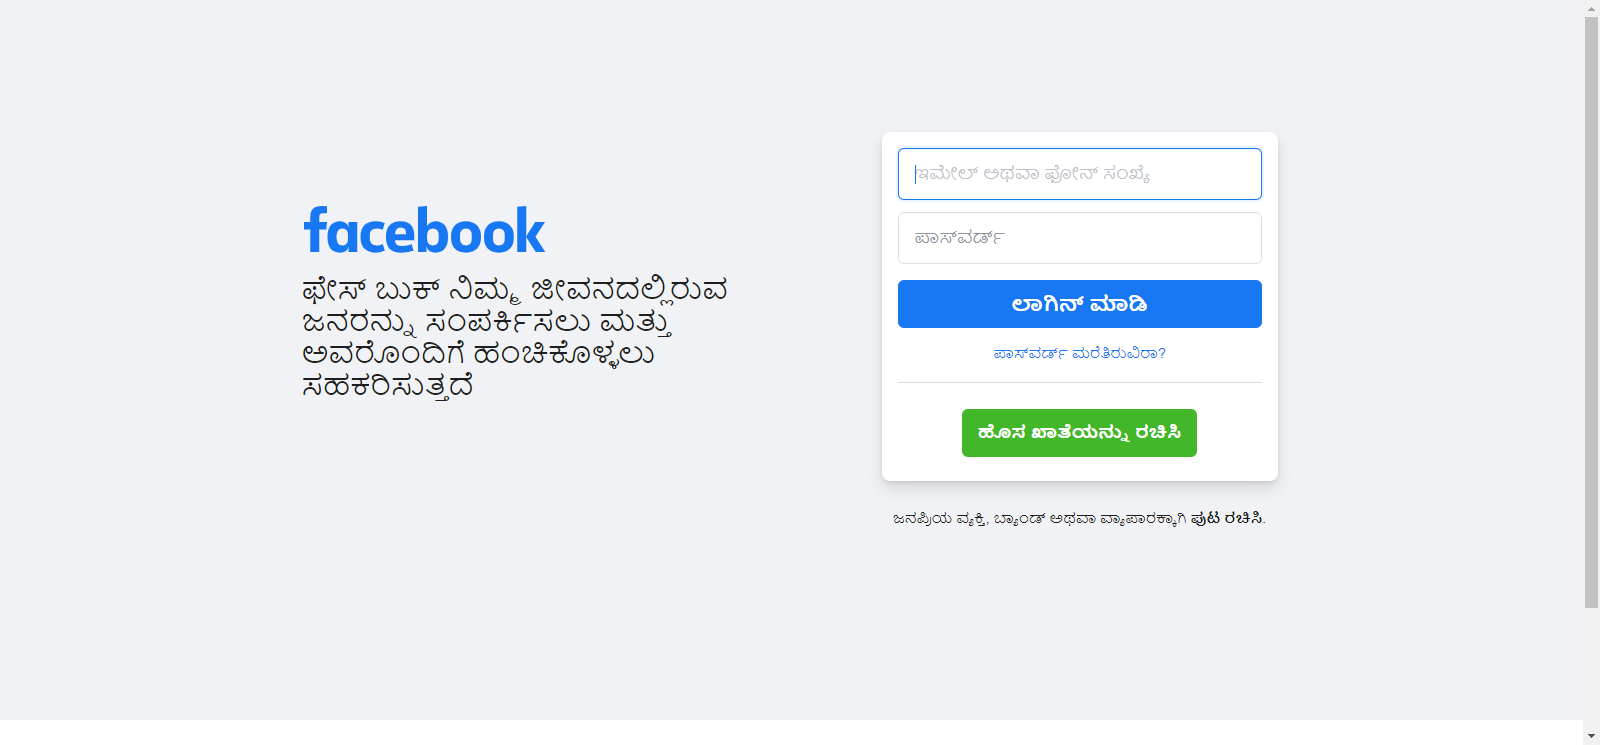 facebook
ಫೇಸ್ ಬುಕ್ ನಿಮ್ಮ ಜೀವನದಲ್ಲಿರುವ
ಜನರನ್ನು ಸಂಪರ್ಕಿಸಲು ಮತ್ತು
ಅವರೊಂದಿಗೆ ಹಂಚಿಕೊಳ್ಳಲು
ಸಹಕರಿಸುತ್ತದೆ
ಇಮೇಲ್ ಅಥವಾ ಫೋನ್ ಸಂಖ್ಯೆ
ಪಾಸ್‌ವರ್ಡ್
ಲಾಗಿನ್ ಮಾಡಿ
ಪಾಸ್‌ವರ್ಡ್ ಮರೆತಿರುವಿರಾ?
ಹೊಸ ಖಾತೆಯನ್ನು ರಚಿಸಿ
ಜನಪ್ರಿಯ ವ್ಯಕ್ತಿ, ಬ್ಯಾಂಡ್ ಅಥವಾ ವ್ಯಾಪಾರಕ್ಕಾಗಿ ಪುಟ ರಚಿಸಿ.